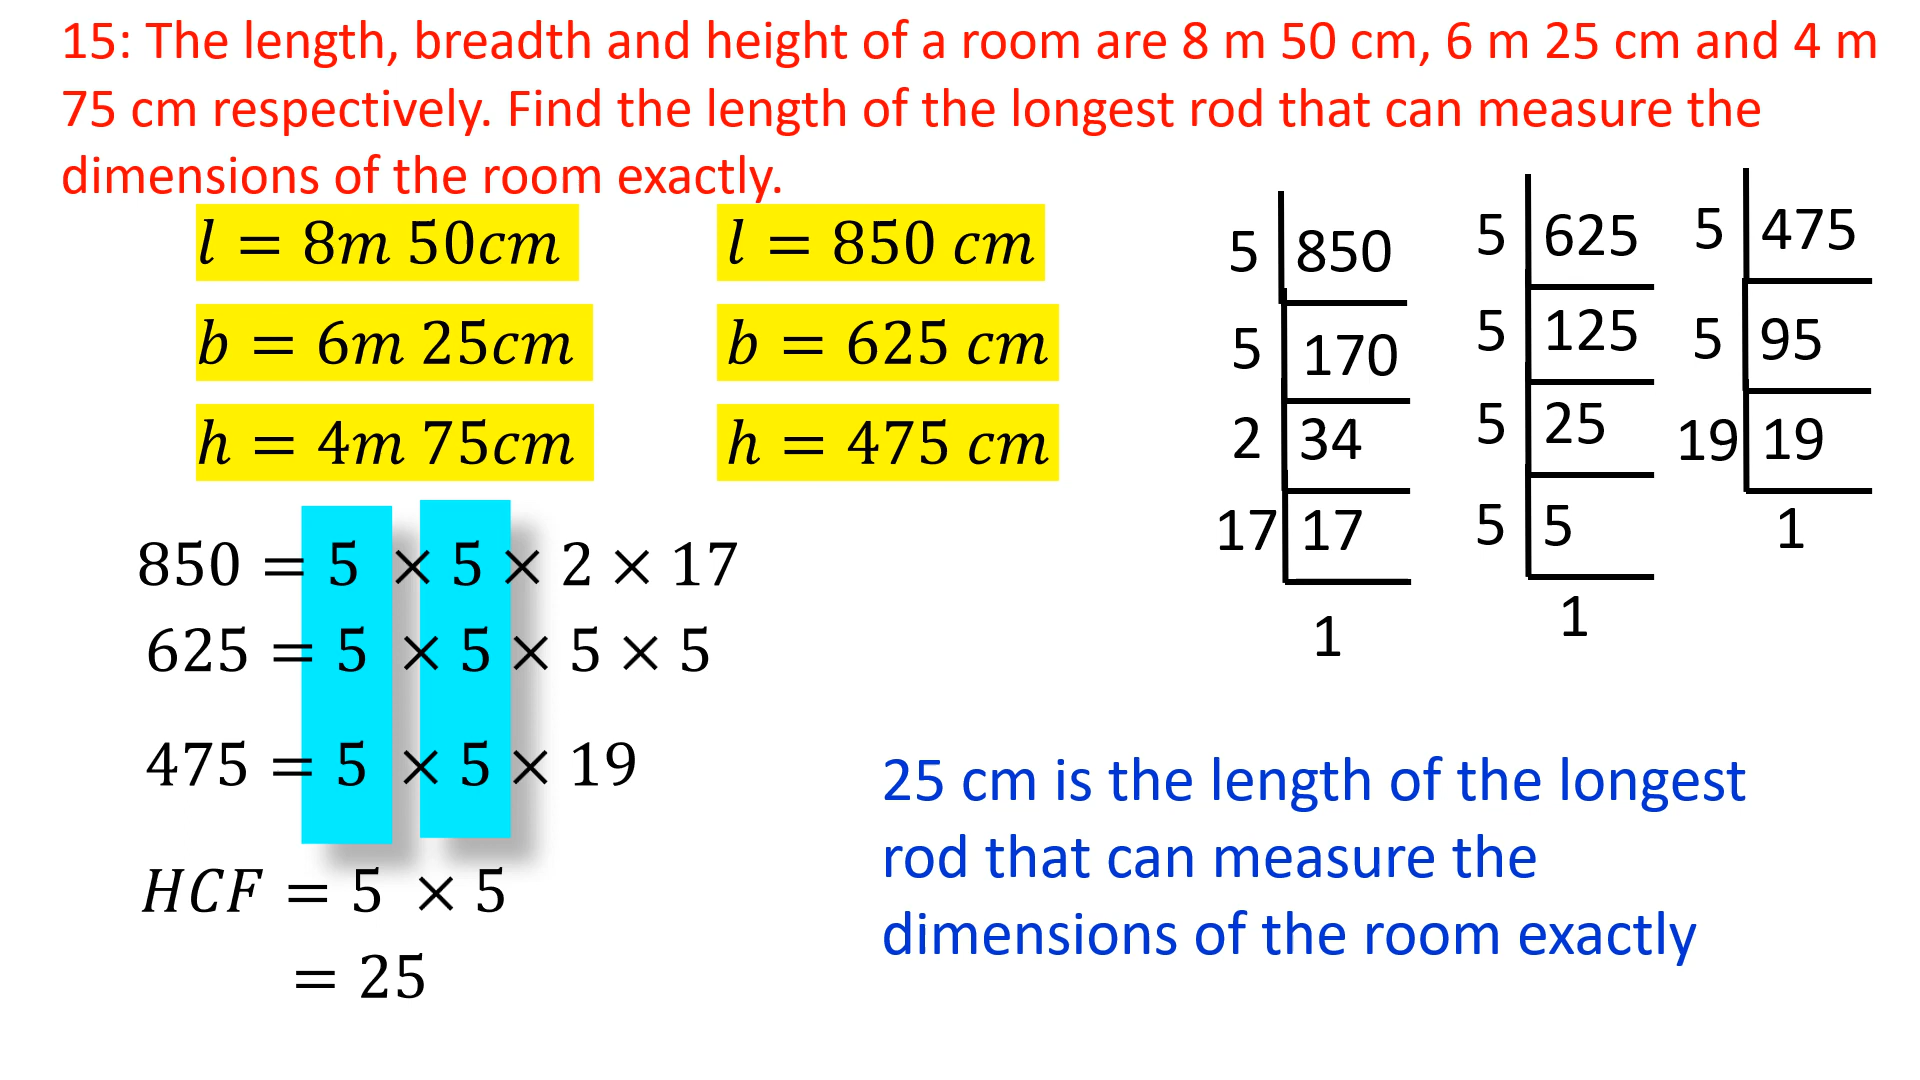 15: The length, breadth and height of a room are 8 m 50 cm, 6 m 25 cm and 4 m
75 cm respectively. Find the length of the longest rod that can measure the
dimensions of the room exactly.
l = 8m 50cm
b = 6m 25cm
h = 4m 75cm
l = 850 cm
b = 625 cm
h = 475 cm
5 850
5 170
2 34
17 17
1
5 625
5 125
5 25
5 5
1
5 475
5 95
19 19
1
850 = 5 × 5 × 2 × 17
625 = 5 × 5 × 5 × 5
475 = 5 × 5 × 19
HCF = 5 × 5
= 25
25 cm is the length of the longest
rod that can measure the
dimensions of the room exactly